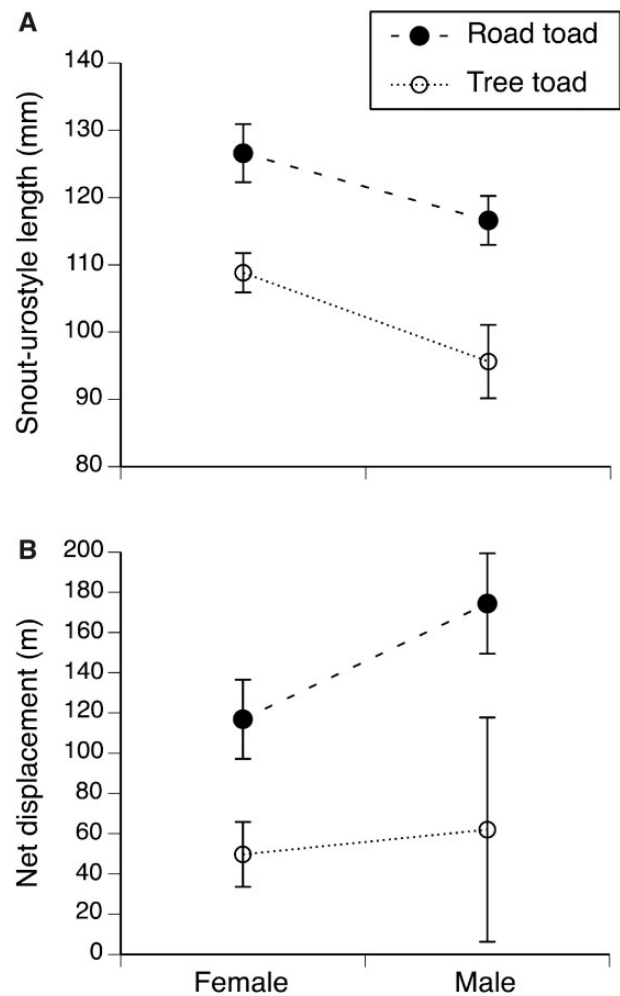 A
Road toad
Tree toad
Snout-urostyle length (mm)
140
130
120
110
100
90
80
B
Net displacement (m)
200
180
160
140
120
100
80
60
40
20
0
Female Male